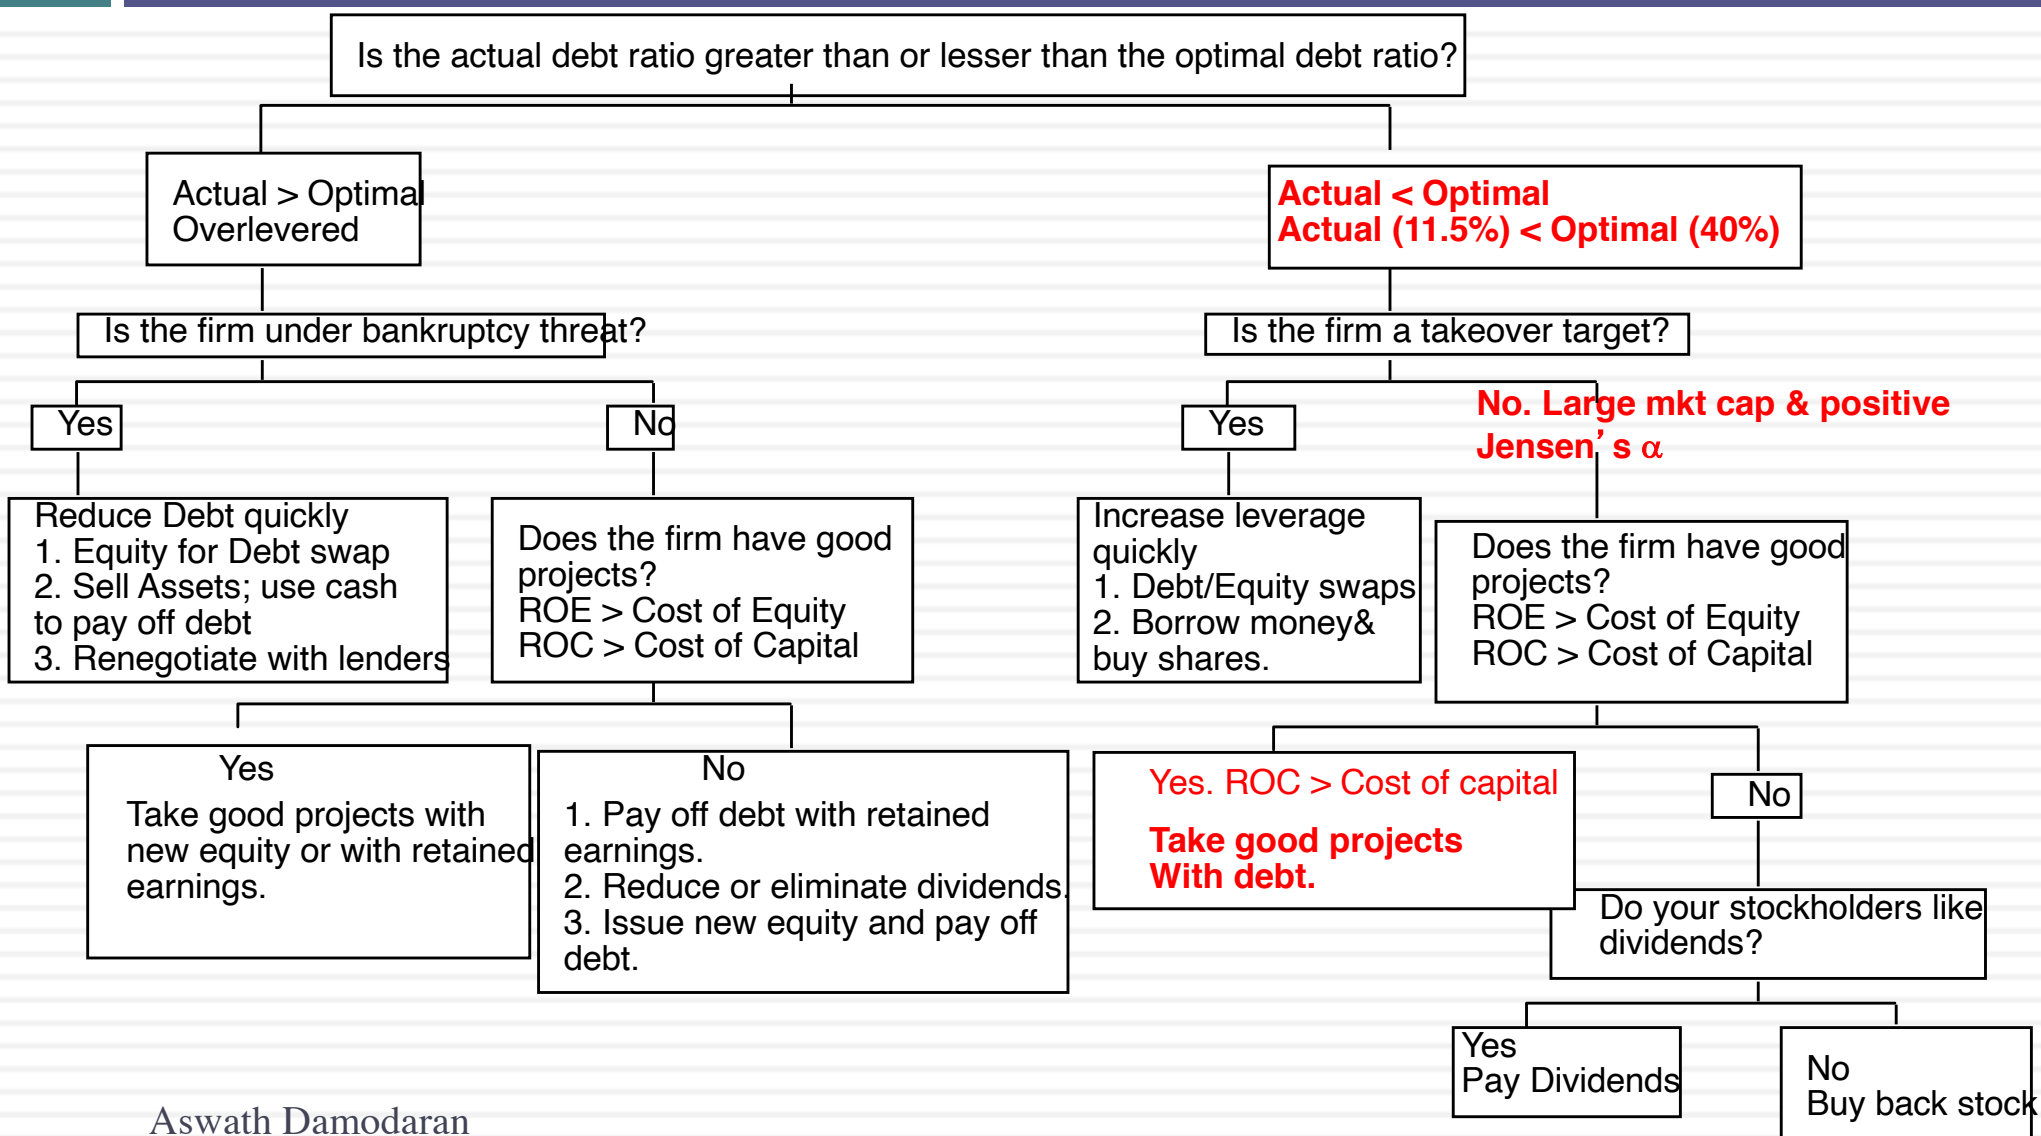 Is the actual debt ratio greater than or lesser than the optimal debt ratio?
Actual > Optimal
Overlevered
Actual < Optimal
Actual (11.5%) < Optimal (40%)
Is the firm under bankruptcy threat?
Is the firm a takeover target?
Yes
No
Yes
No. Large mkt cap & positive
Jensen’s α
Reduce Debt quickly
1. Equity for Debt swap
2. Sell Assets; use cash
to pay off debt
3. Renegotiate with lenders
Does the firm have good
projects?
ROE > Cost of Equity
ROC > Cost of Capital
Increase leverage
quickly
1. Debt/Equity swaps
2. Borrow money&
buy shares.
Does the firm have good
projects?
ROE > Cost of Equity
ROC > Cost of Capital
Yes
Take good projects with
new equity or with retained
earnings.
No
1. Pay off debt with retained
earnings.
2. Reduce or eliminate dividends.
3. Issue new equity and pay off
debt.
Yes. ROC > Cost of capital
Take good projects
With debt.
No
Do your stockholders like
dividends?
Yes
Pay Dividends
No
Buy back stock
Aswath Damodaran